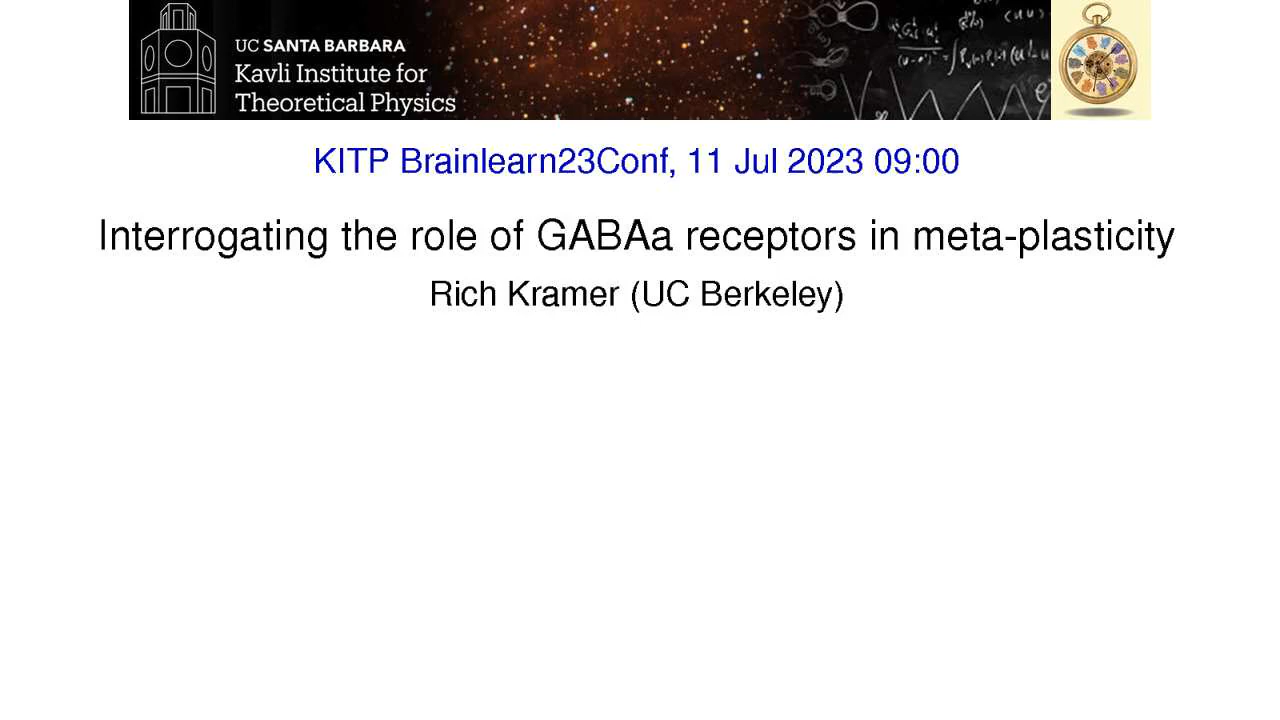 UC SANTA BARBARA
Kavli Institute for
Theoretical Physics
KITP Brainlearn23Conf, 11 Jul 2023 09:00
Interrogating the role of GABAa receptors in meta-plasticity
Rich Kramer (UC Berkeley)